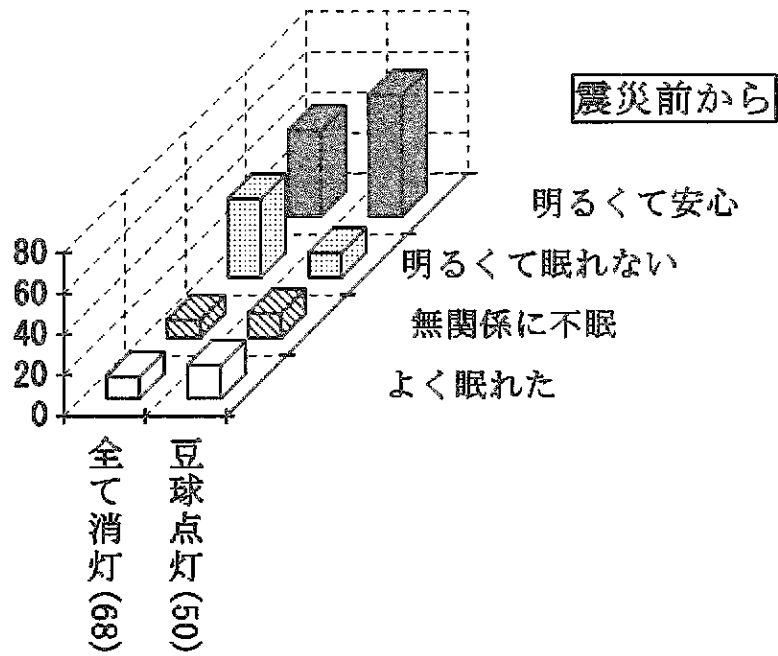 震災前から
明るくて安心
明るくて眠れない
無関係に不眠
よく眠れた
80
60
40
20
0
全て消灯(68)
豆球点灯(50)